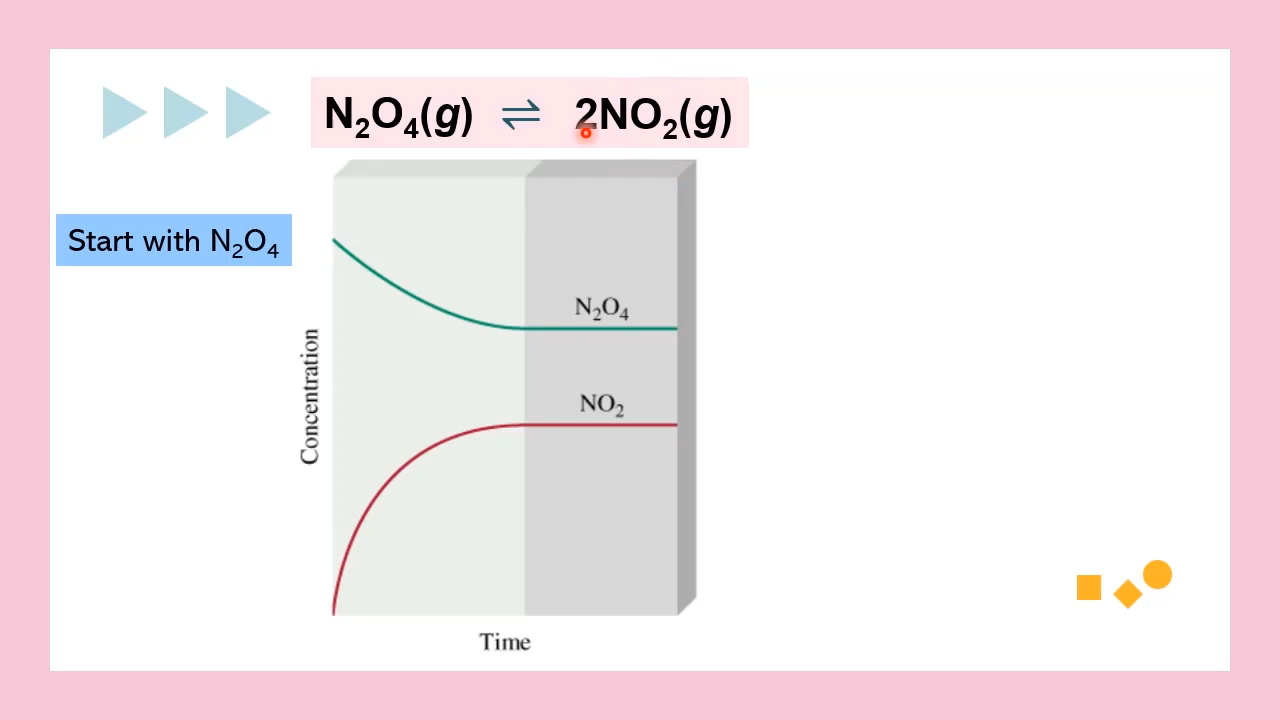 N₂O₄(g) ⇌ 2NO₂(g)
Start with N₂O₄
N₂O₄
NO₂
Concentration
Time